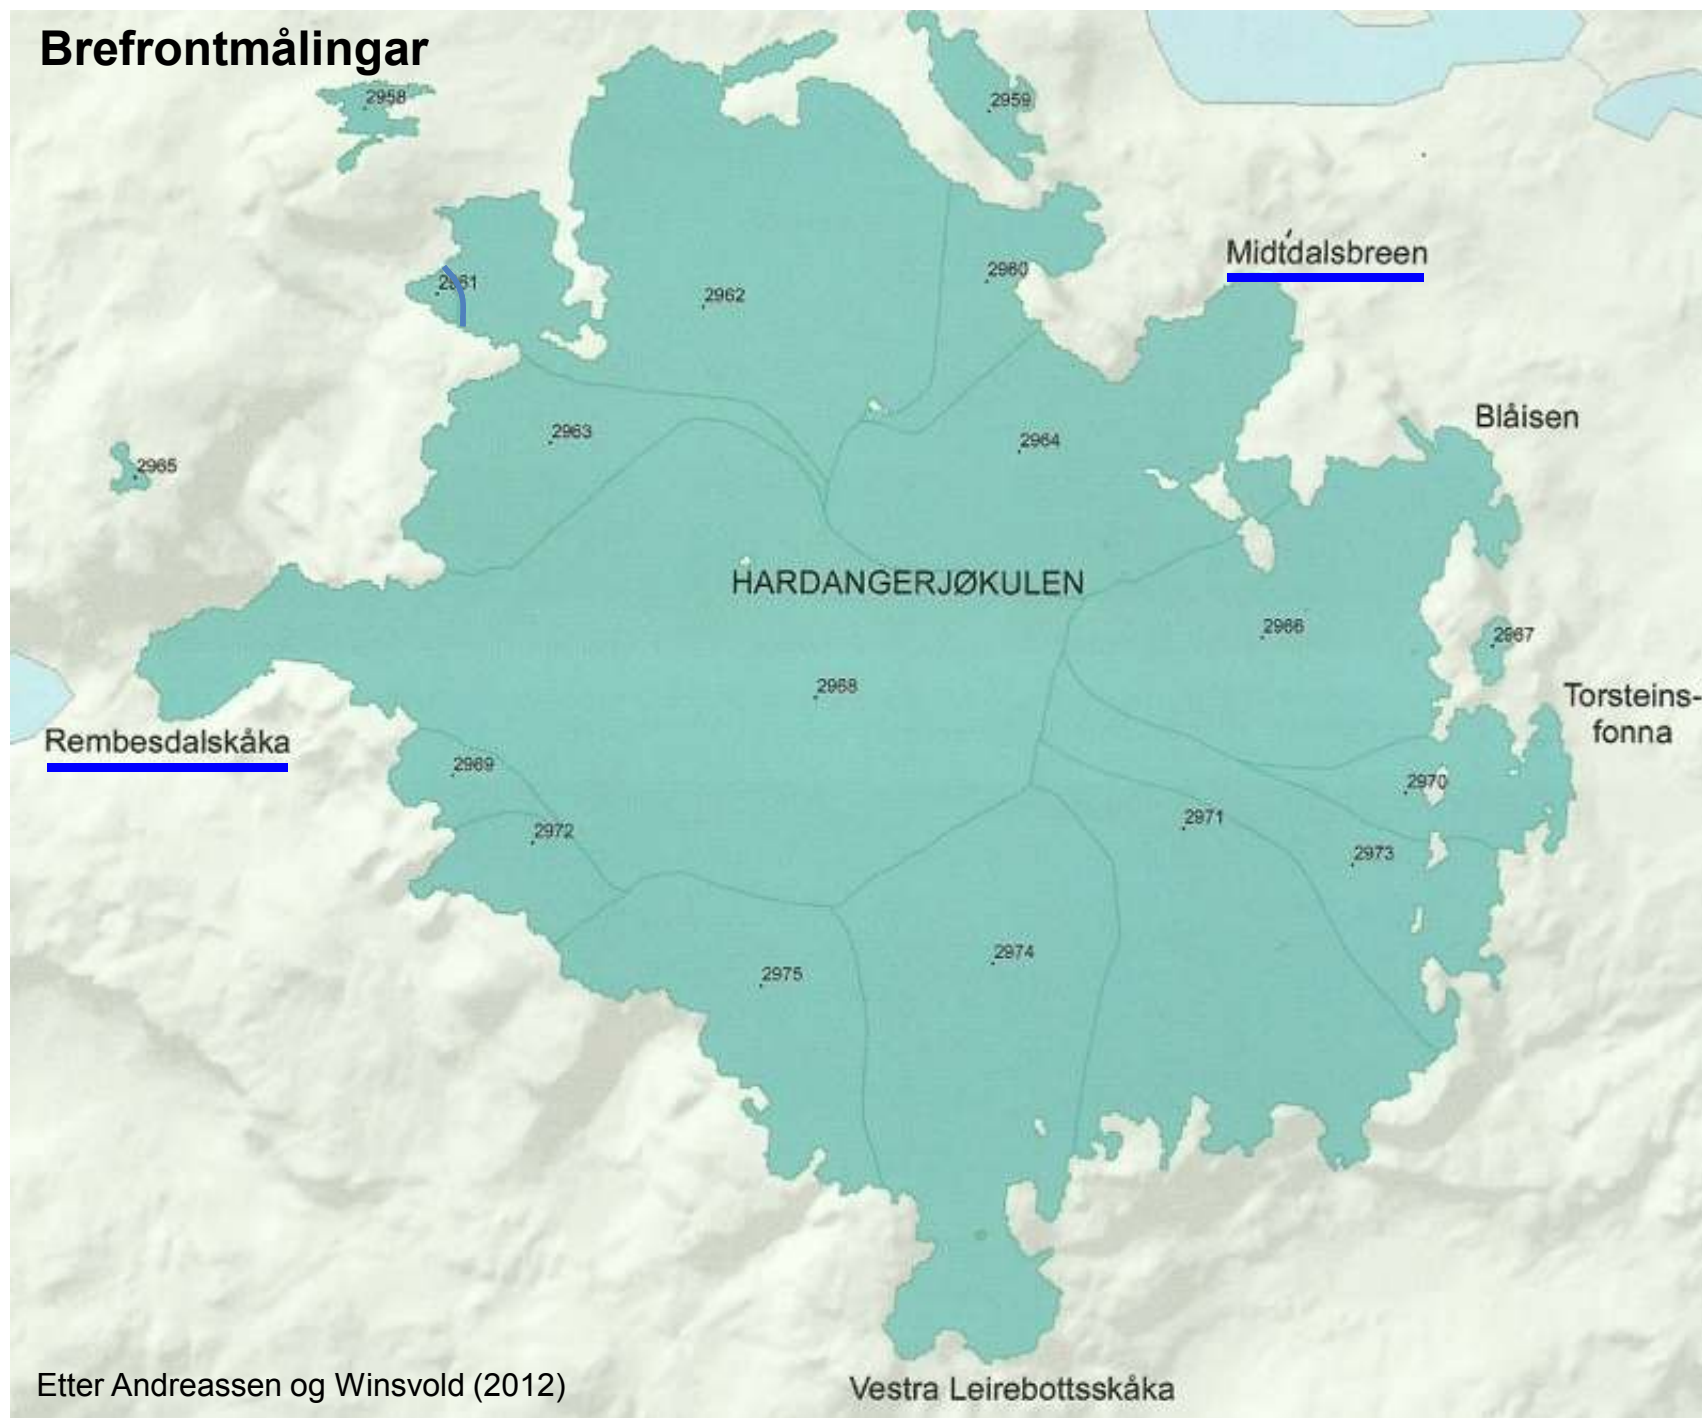 Brefrontmålingar
2958
2959
Midtdalsbreen
2960
2961
2962
Blåisen
2963
2964
2965
HARDANGERJØKULEN
2966
2967
2968
Torsteins-
fonna
Rembesdalskåka
2969
2970
2971
2972
2973
2974
2975
Etter Andreassen og Winsvold (2012)
Vestra Leirebottsskåka